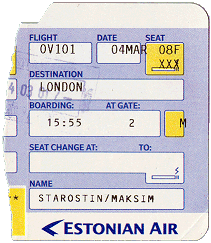 FLIGHT DATE SEAT
OV101 04MAR 08F
XXX
DESTINATION
LONDON
BOARDING: AT GATE:
15:55 2 M
SEAT CHANGE AT: TO:
NAME
STAROSTIN/MAKSIM
ESTONIAN AIR